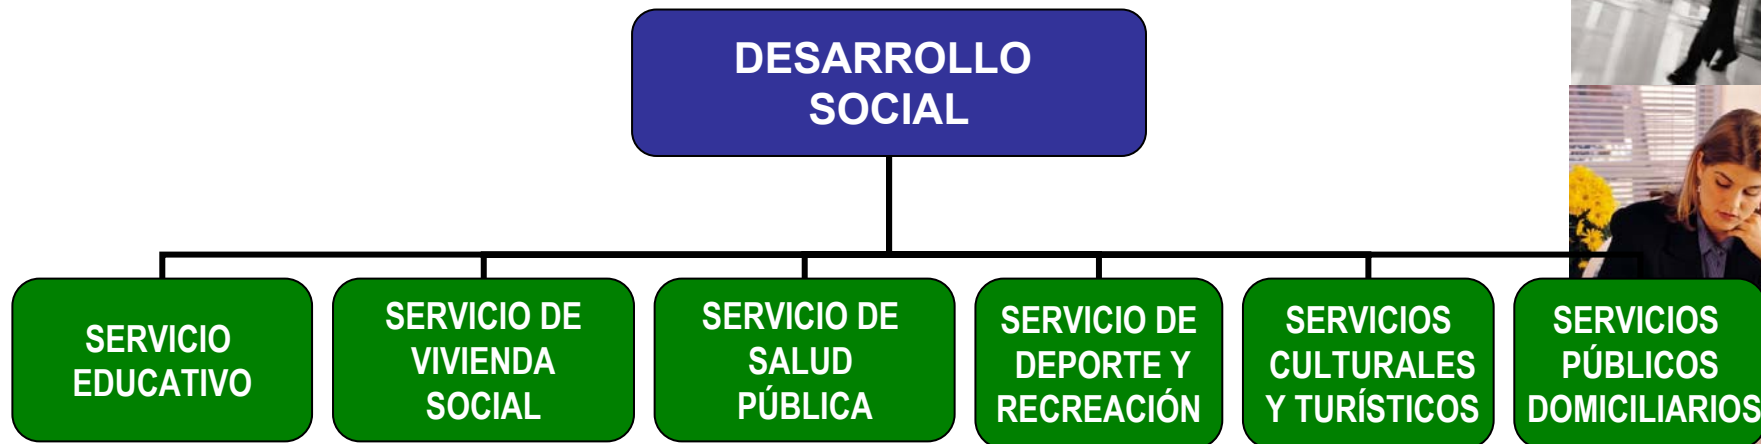 DESARROLLO
SOCIAL
SERVICIO
EDUCATIVO
SERVICIO DE
VIVIENDA
SOCIAL
SERVICIO DE
SALUD
PÚBLICA
SERVICIO DE
DEPORTE Y
RECREACIÓN
SERVICIOS
CULTURALES
Y TURÍSTICOS
SERVICIOS
PÚBLICOS
DOMICILIARIOS